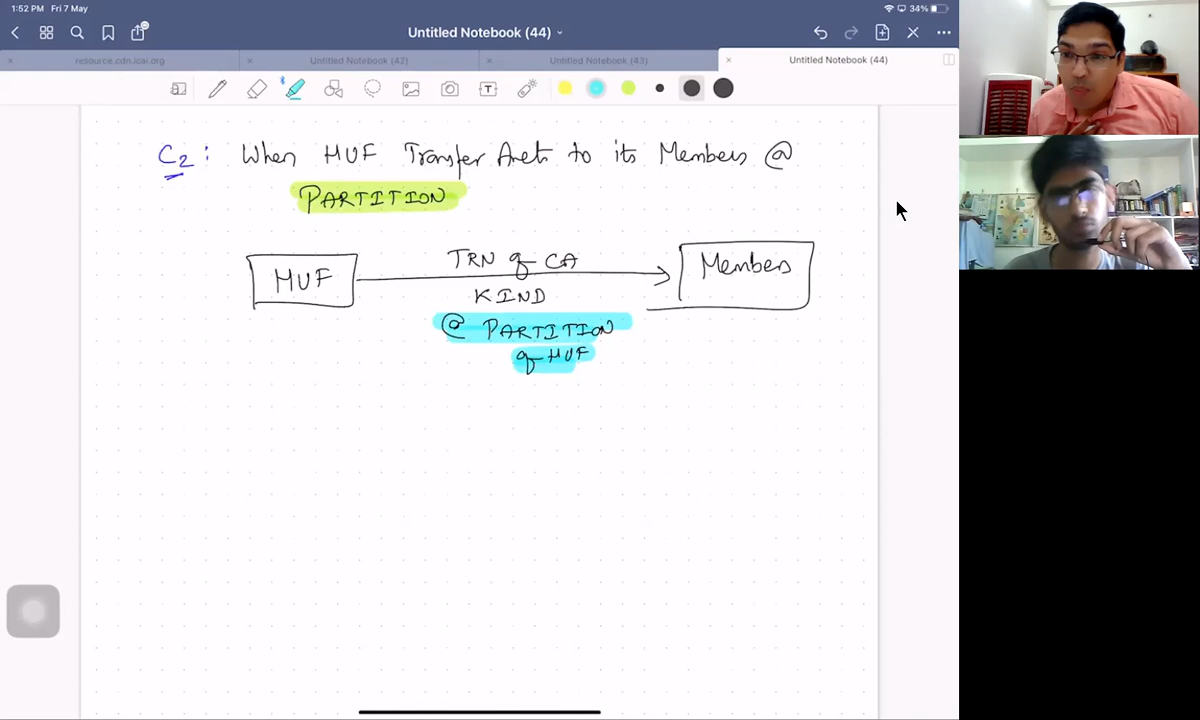 1:52 PM Fri 7 May
34%
Untitled Notebook (44)
resource.cdn.icai.org
Untitled Notebook (42)
Untitled Notebook (43)
Untitled Notebook (44)
C2: When HUF Transfer to its Members @
PARTITION
HUF
TRN of CA
KIND
@ PARTITION
of HUF
Members